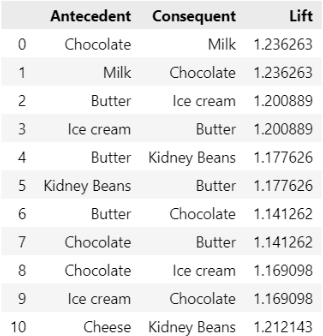 Antecedent Consequent Lift
0 Chocolate Milk 1.236263
1 Milk Chocolate 1.236263
2 Butter Ice cream 1.200889
3 Ice cream Butter 1.200889
4 Butter Kidney Beans 1.177626
5 Kidney Beans Butter 1.177626
6 Butter Chocolate 1.141262
7 Chocolate Butter 1.141262
8 Chocolate Ice cream 1.169098
9 Ice cream Chocolate 1.169098
10 Cheese Kidney Beans 1.212143